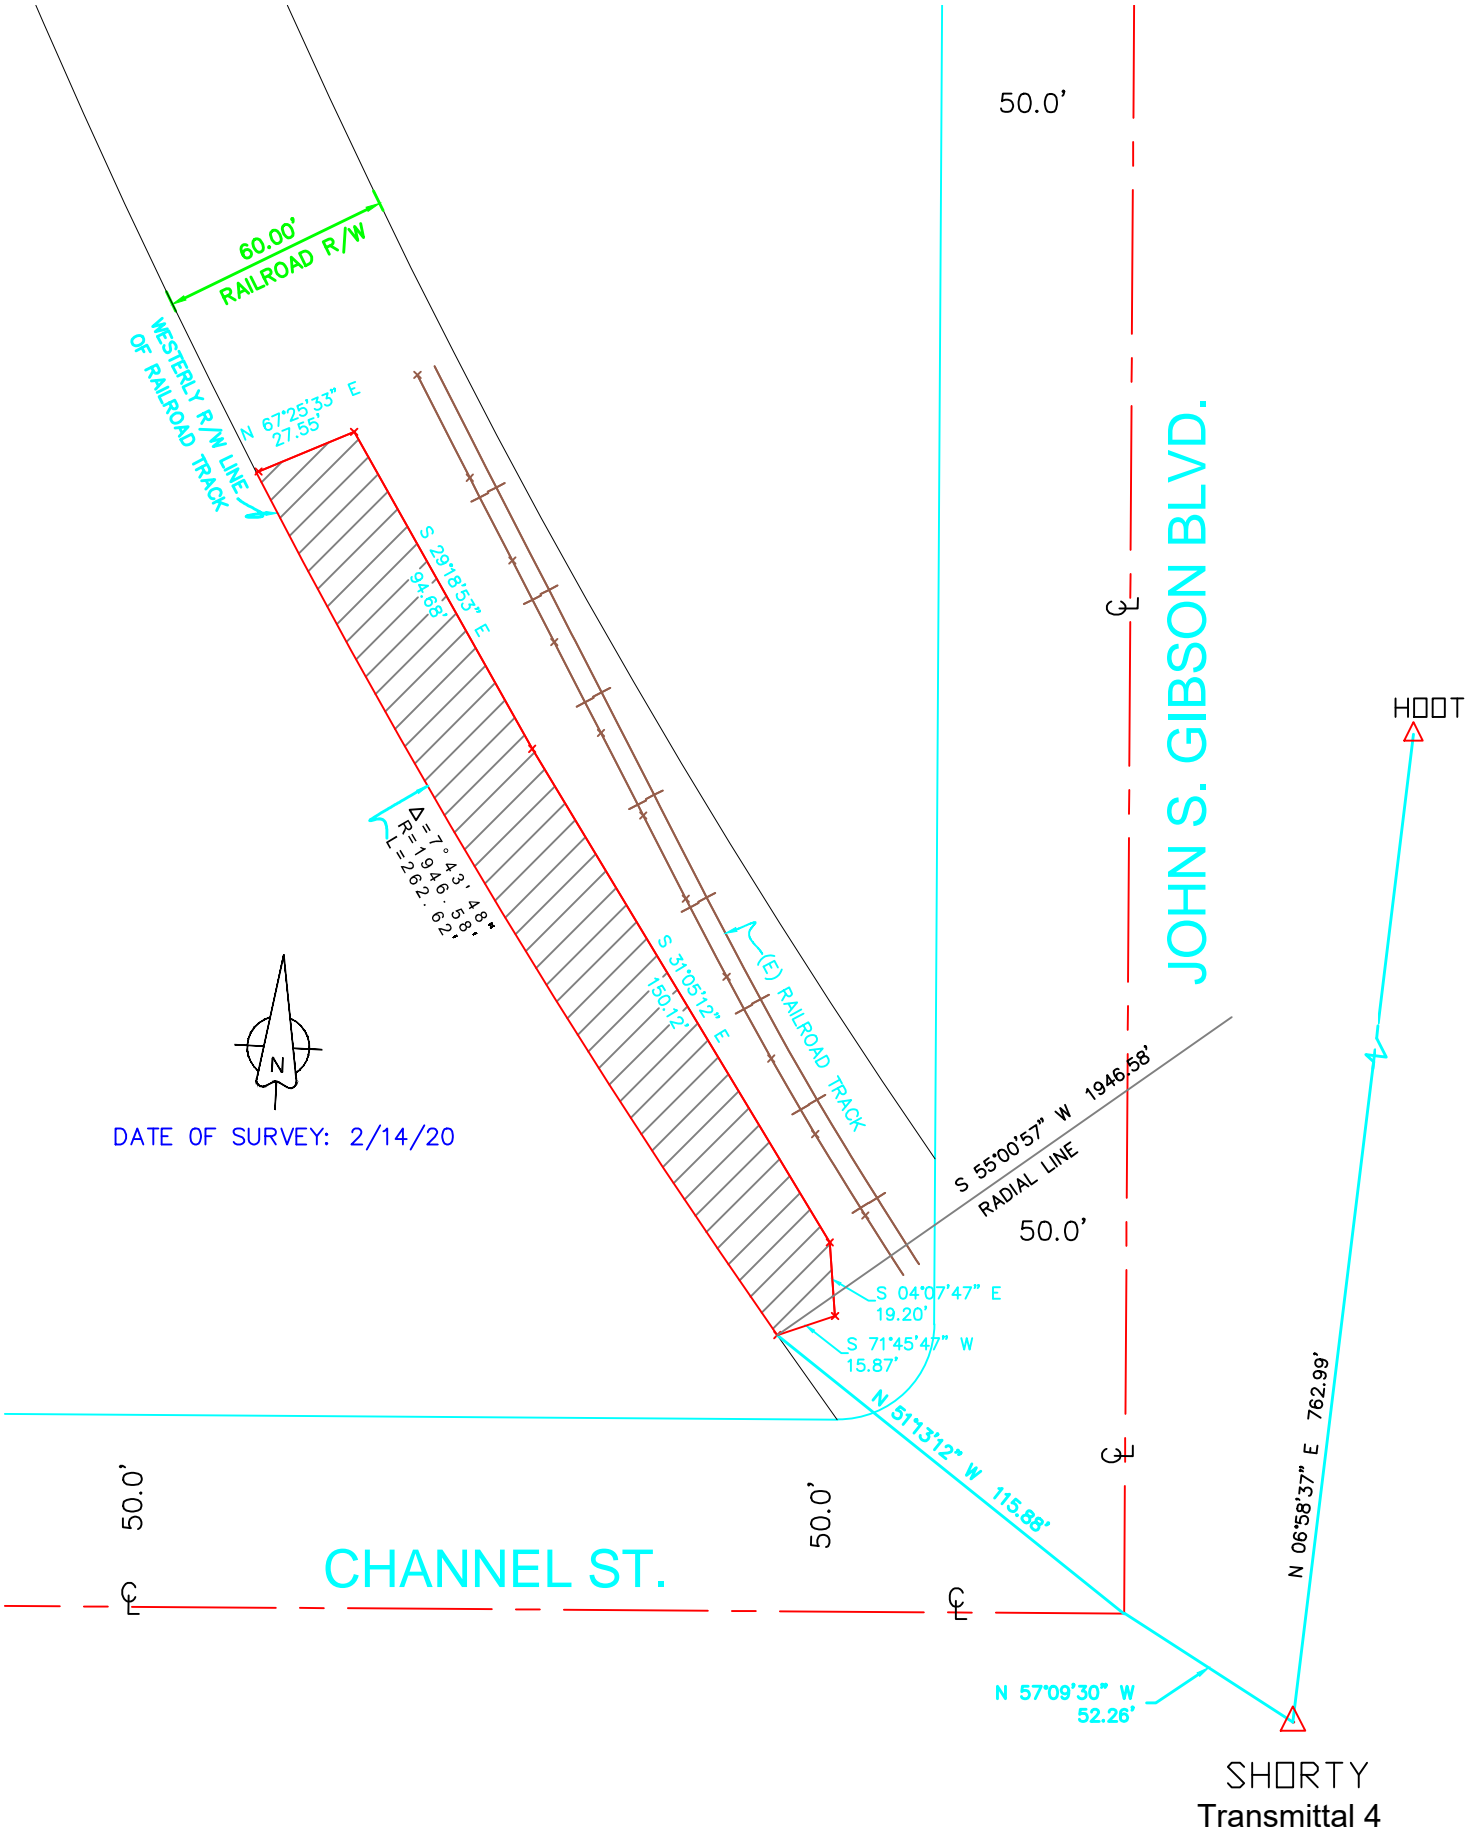 50.0'
60.00'
RAILROAD R/W
WESTERLY R/W LINE
OF RAILROAD TRACK
N 67°25'33" E
27.55'
S 29°18'53" E
94.68'
JOHN S. GIBSON BLVD.
℄
HOOT
Δ=7°43'48"
R=1946.58'
L=262.62'
S 31°05'12" E
150.12'
(E) RAILROAD TRACK
N
DATE OF SURVEY: 2/14/20
S 55°00'57" W 1946.58'
RADIAL LINE
50.0'
S 04°07'47" E
19.20'
S 71°45'47" W
15.87'
N 51°13'12" W 115.88'
N 06°58'37" E 762.99'
℄
50.0'
50.0'
CHANNEL ST.
℄
℄
N 57°09'30" W
52.26'
SHORTY
Transmittal 4